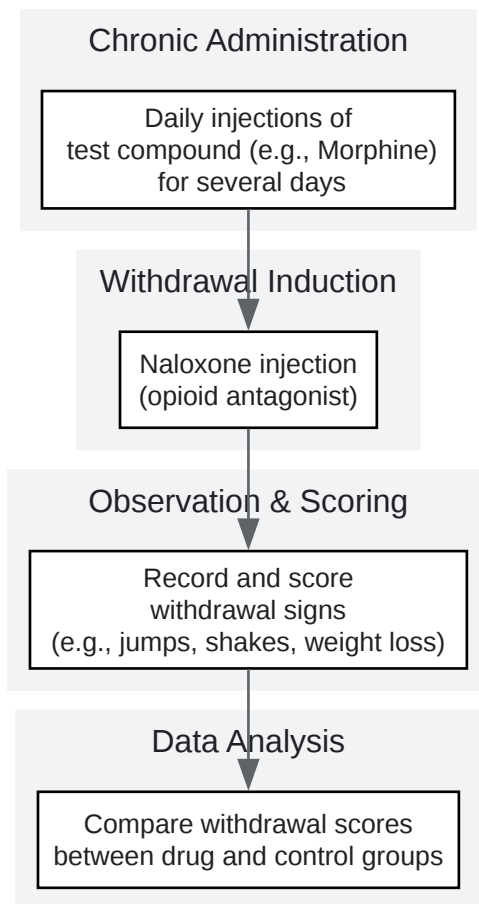 Chronic Administration
Daily injections of
test compound (e.g., Morphine)
for several days
Withdrawal Induction
Naloxone injection
(opioid antagonist)
Observation & Scoring
Record and score
withdrawal signs
(e.g., jumps, shakes, weight loss)
Data Analysis
Compare withdrawal scores
between drug and control groups